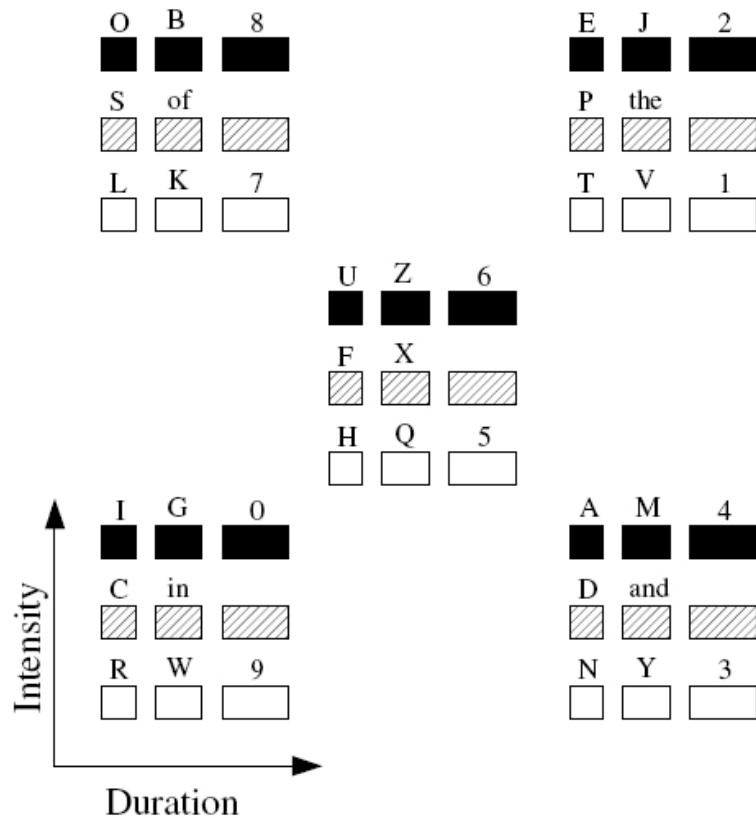 O B 8 E J 2
S of P the
L K 7 T V 1
U Z 6
F X
H Q 5
I G 0 A M 4
C in D and
R W 9 N Y 3
Intensity
Duration